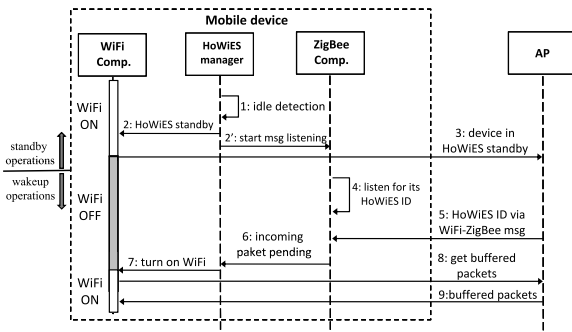 Mobile device
WiFi
Comp.
HoWiES
manager
ZigBee
Comp.
AP
WiFi
ON
1: idle detection
2: HoWiES standby
2': start msg listening
3: device in
HoWiES standby
standby
operations
wakeup
operations
WiFi
OFF
4: listen for its
HoWiES ID
5: HoWiES ID via
WiFi-ZigBee msg
6: incoming
paket pending
7: turn on WiFi
8: get buffered
packets
WiFi
ON
9:buffered packets